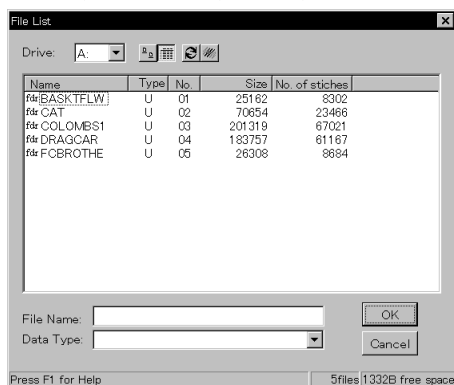 File List
Drive: A:
Name Type No. Size No. of stiches
fdr BASKTFLW U 01 25162 8302
fdr CAT U 02 70654 23466
fdr COLOMBS1 U 03 201319 67021
fdr DRAGCAR U 04 183757 61167
fdr FCBROTHE U 05 26308 8684
File Name: OK
Data Type: Cancel
Press F1 for Help 5files 1332B free space